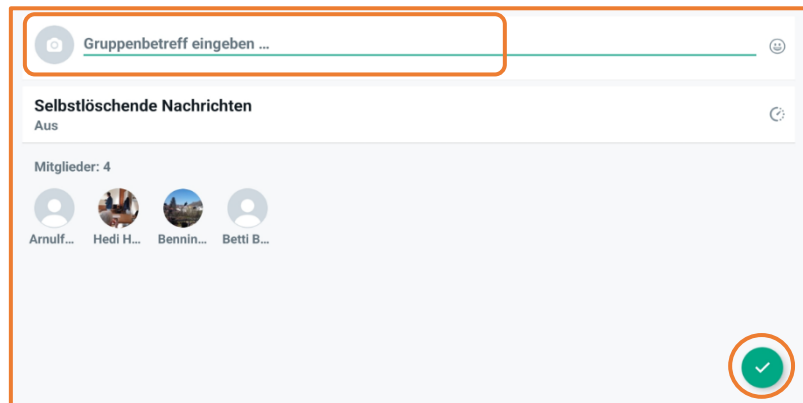 Gruppenbetreff eingeben ...
Selbstlöschende Nachrichten
Aus
Mitglieder: 4
Arnulf... Hedi H... Bennin... Betti B...